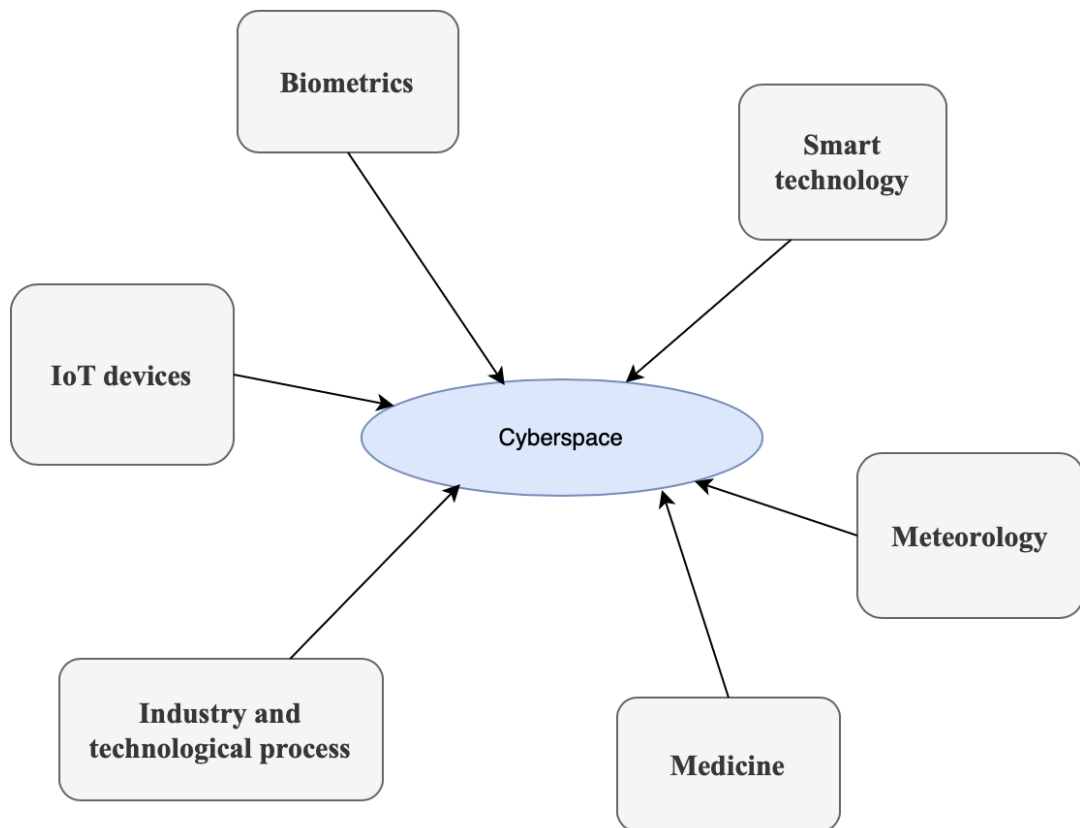 Biometrics
Smart
technology
IoT devices
Cyberspace
Meteorology
Industry and
technological process
Medicine